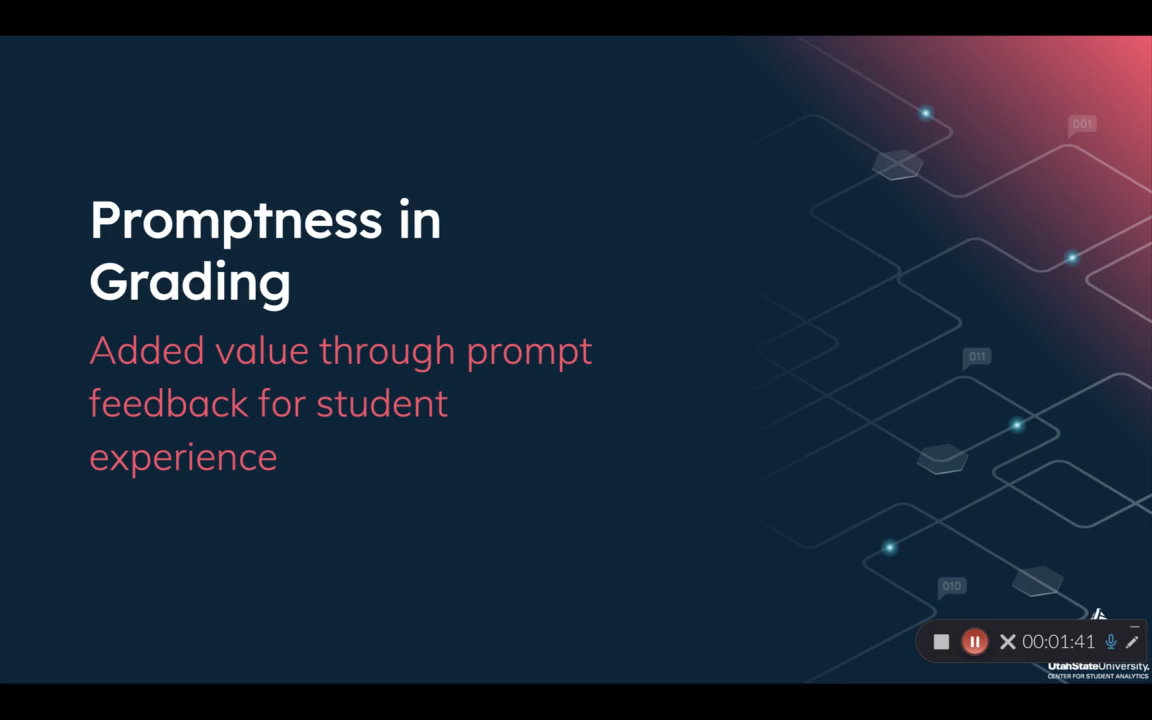 001
Promptness in
Grading
Added value through prompt
feedback for student
experience
011
010
00:01:41
UtahStateUniversity.
CENTER FOR STUDENT ANALYTICS